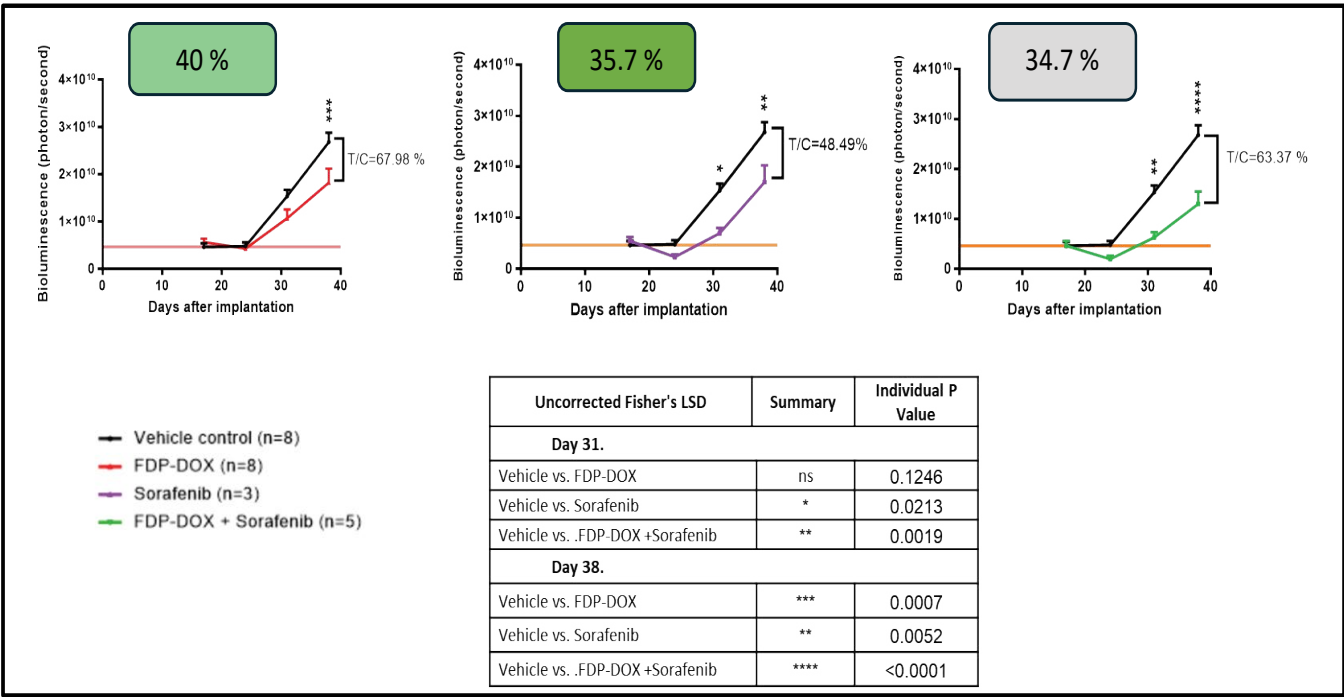 40 %
Bioluminescence (photon/second)
4×10¹⁰
3×10¹⁰
2×10¹⁰
1×10¹⁰
0
0 10 20 30 40
Days after implantation
***
T/C=67.98 %
35.7 %
Bioluminescence (photon/second)
4×10¹⁰
3×10¹⁰
2×10¹⁰
1×10¹⁰
0
0 10 20 30 40
Days after implantation
*
**
T/C=48.49%
34.7 %
Bioluminescence (photon/second)
4×10¹⁰
3×10¹⁰
2×10¹⁰
1×10¹⁰
0
0 10 20 30 40
Days after implantation
**
****
T/C=63.37 %
Vehicle control (n=8)
FDP-DOX (n=8)
Sorafenib (n=3)
FDP-DOX + Sorafenib (n=5)
Uncorrected Fisher's LSD Summary Individual P
Value
Day 31.
Vehicle vs. FDP-DOX ns 0.1246
Vehicle vs. Sorafenib * 0.0213
Vehicle vs. .FDP-DOX +Sorafenib ** 0.0019
Day 38.
Vehicle vs. FDP-DOX *** 0.0007
Vehicle vs. Sorafenib ** 0.0052
Vehicle vs. .FDP-DOX +Sorafenib **** <0.0001